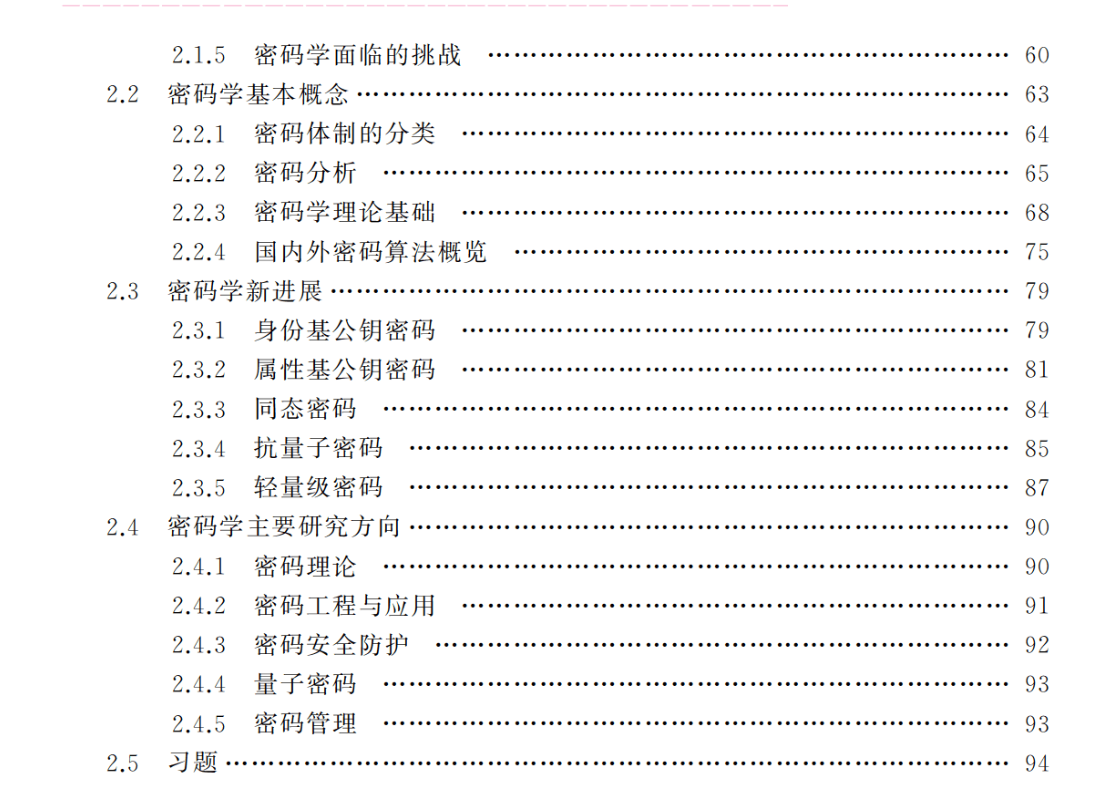 2.1.5 密码学面临的挑战 …………………………………………………… 60
2.2 密码学基本概念 ………………………………………………………………… 63
2.2.1 密码体制的分类 ……………………………………………………… 64
2.2.2 密码分析 ……………………………………………………………… 65
2.2.3 密码学理论基础 ……………………………………………………… 68
2.2.4 国内外密码算法概览 ………………………………………………… 75
2.3 密码学新进展 …………………………………………………………………… 79
2.3.1 身份基公钥密码 ……………………………………………………… 79
2.3.2 属性基公钥密码 ……………………………………………………… 81
2.3.3 同态密码 ……………………………………………………………… 84
2.3.4 抗量子密码 …………………………………………………………… 85
2.3.5 轻量级密码 …………………………………………………………… 87
2.4 密码学主要研究方向 …………………………………………………………… 90
2.4.1 密码理论 ……………………………………………………………… 90
2.4.2 密码工程与应用 ……………………………………………………… 91
2.4.3 密码安全防护 ………………………………………………………… 92
2.4.4 量子密码 ……………………………………………………………… 93
2.4.5 密码管理 ……………………………………………………………… 93
2.5 习题 ……………………………………………………………………………… 94